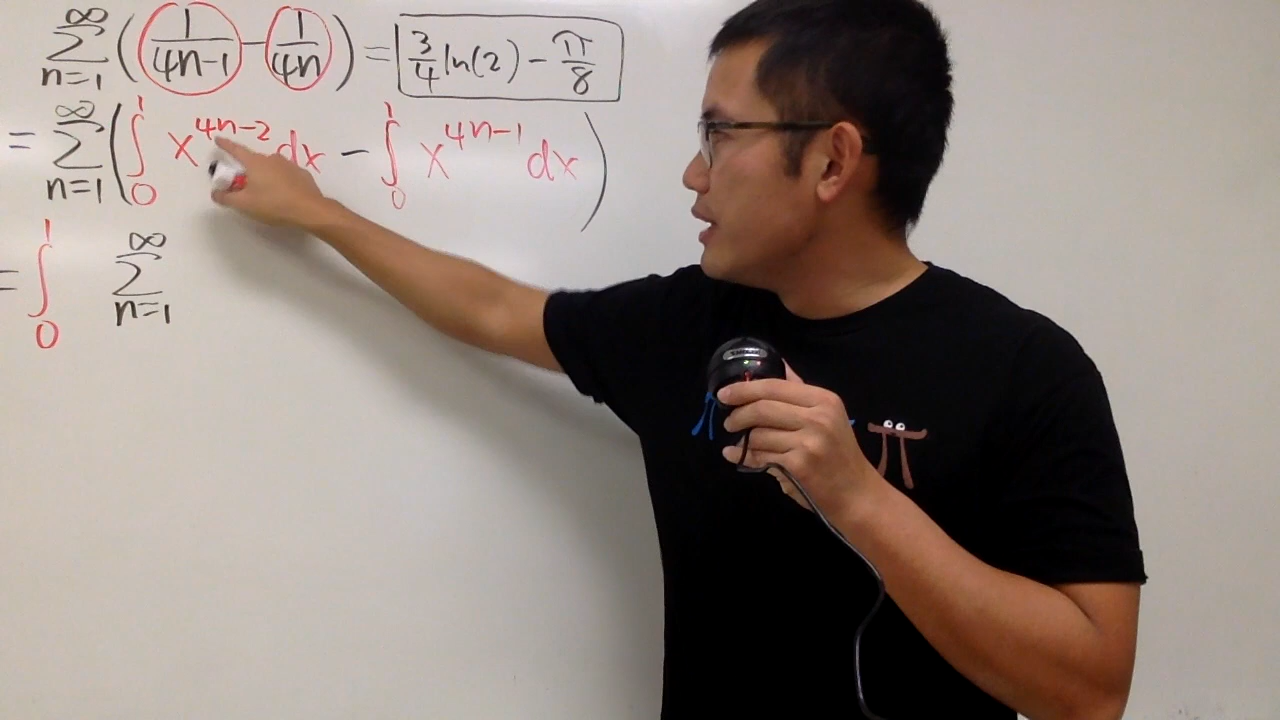 ∞ ∑ n=1 ( 1/(4n-1) - 1/(4n) ) = 3/4 ln(2) - π/8
= ∞ ∑ n=1 ( ∫ 0 1 x^(4n-2) dx - ∫ 0 1 x^(4n-1) dx )
= ∫ 0 1 ∞ ∑ n=1
π π